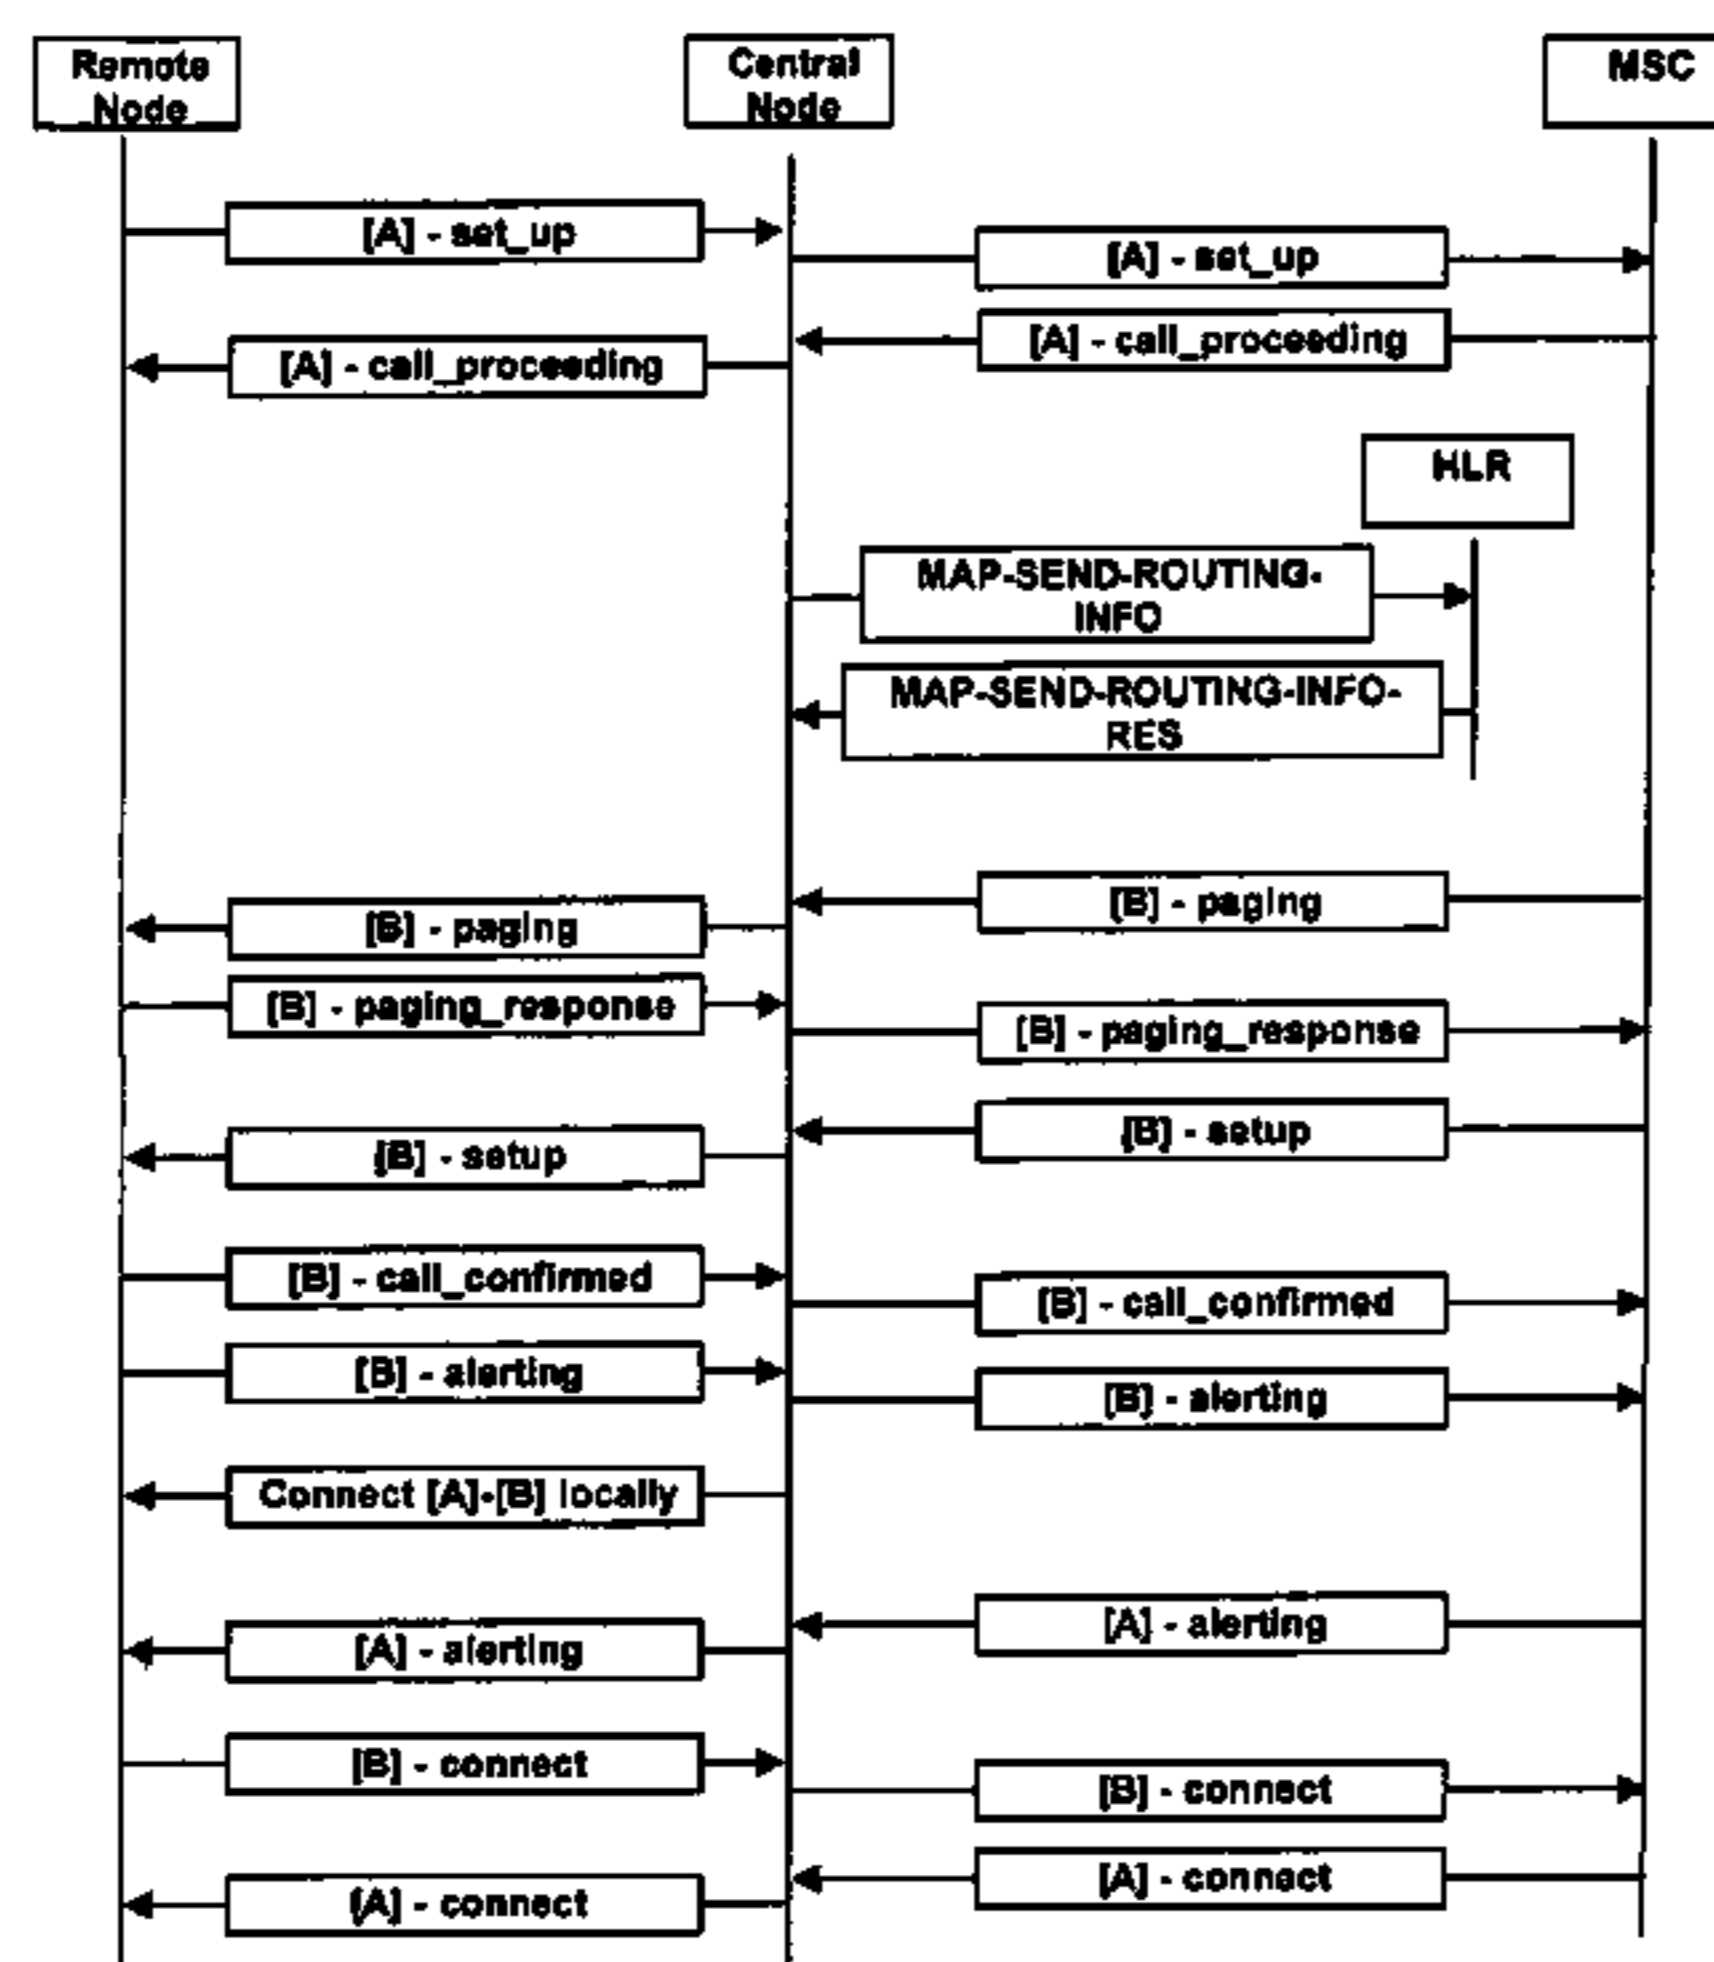 Remote
Node
Central
Node
MSC
[A] - set_up
[A] - set_up
[A] - call_proceeding
[A] - call_proceeding
HLR
MAP-SEND-ROUTING-
INFO
MAP-SEND-ROUTING-INFO-
RES
[B] - paging
[B] - paging
[B] - paging_response
[B] - paging_response
[B] - setup
[B] - setup
[B] - call_confirmed
[B] - call_confirmed
[B] - alerting
[B] - alerting
Connect [A]-[B] locally
[A] - alerting
[A] - alerting
[B] - connect
[B] - connect
[A] - connect
[A] - connect